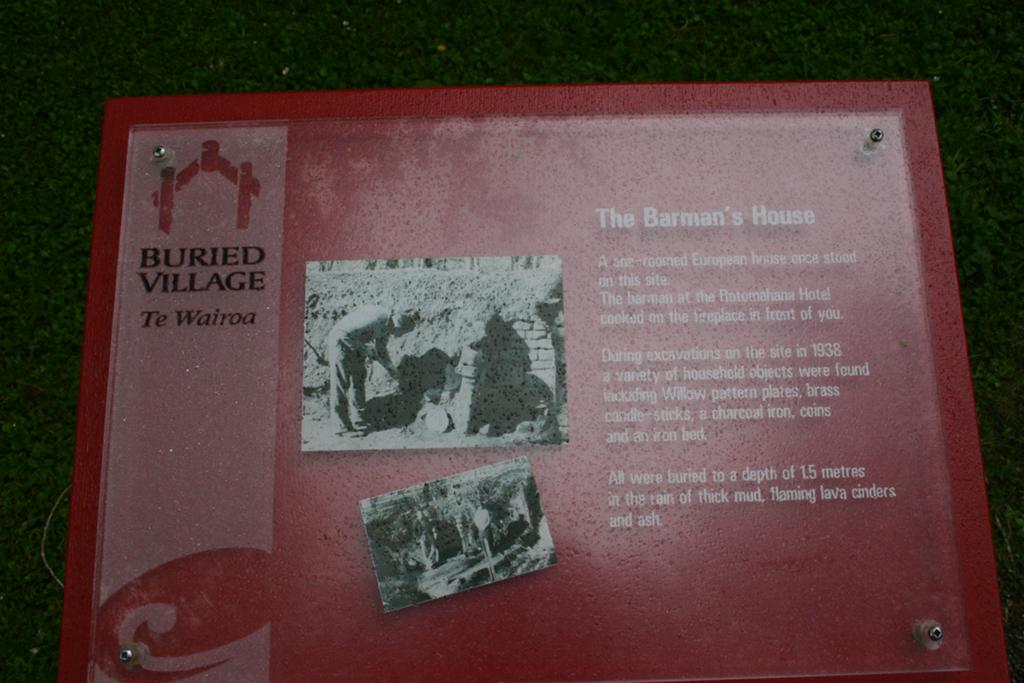 BURIED
VILLAGE
Te Wairoa
The Barman's House
A one-roomed European house once stood
on this site.
The barman at the Rotomahana Hotel
cooked on the fireplace in front of you.
During excavations on the site in 1938
a variety of household objects were found
including Willow pattern plates, brass
candle-sticks, a charcoal iron, coins
and an iron bed.
All were buried to a depth of 1.5 metres
in the rain of thick mud, flaming lava cinders
and ash.